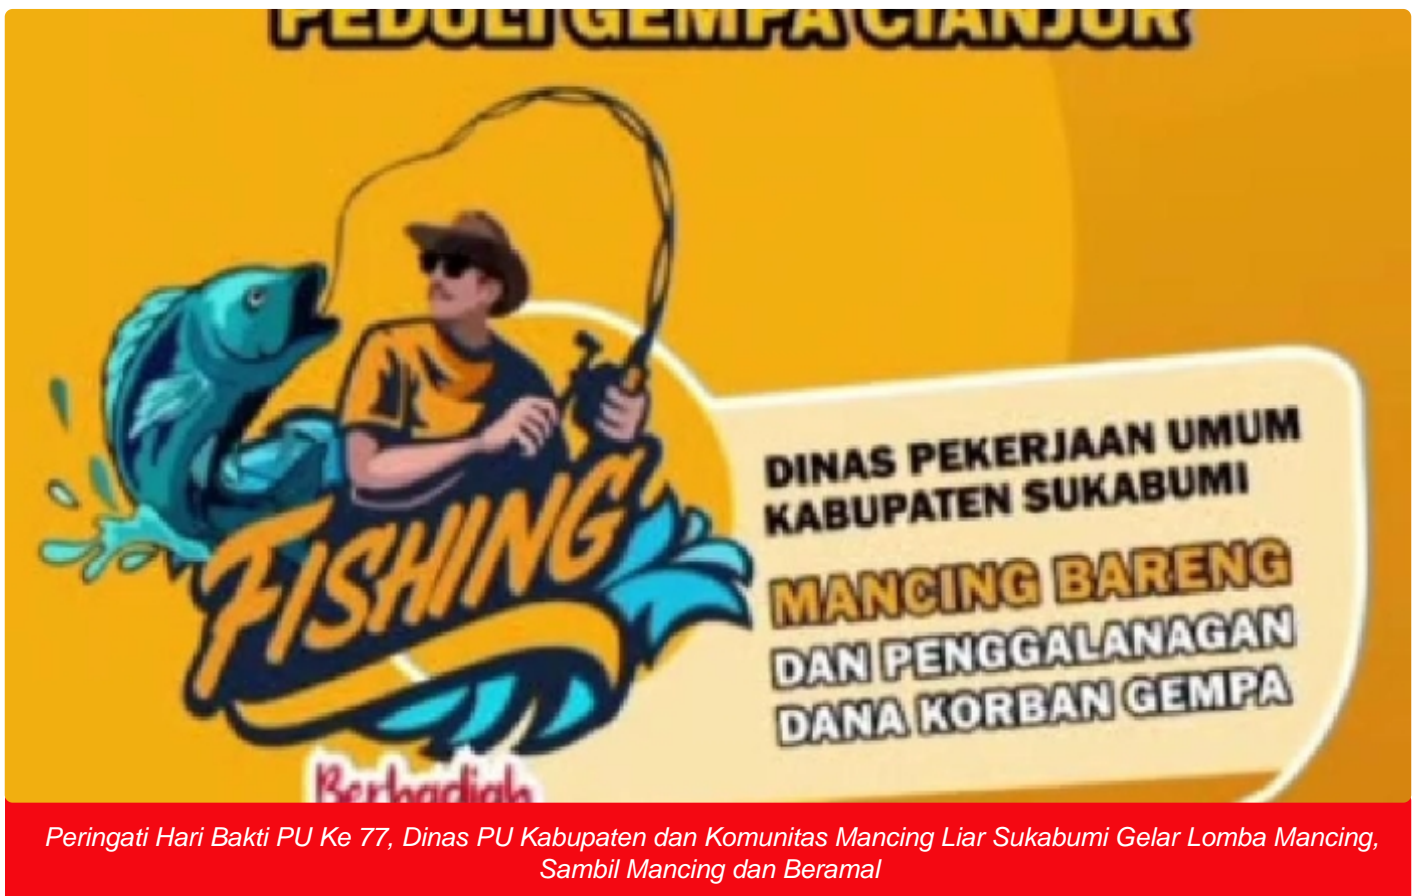 PEDULI GEMPA CIANJUR
FISHING
DINAS PEKERJAAN UMUM
KABUPATEN SUKABUMI
MANCING BARENG
DAN PENGGALANAGAN
DANA KORBAN GEMPA
Berhadiah
Peringati Hari Bakti PU Ke 77, Dinas PU Kabupaten dan Komunitas Mancing Liar Sukabumi Gelar Lomba Mancing,
Sambil Mancing dan Beramal